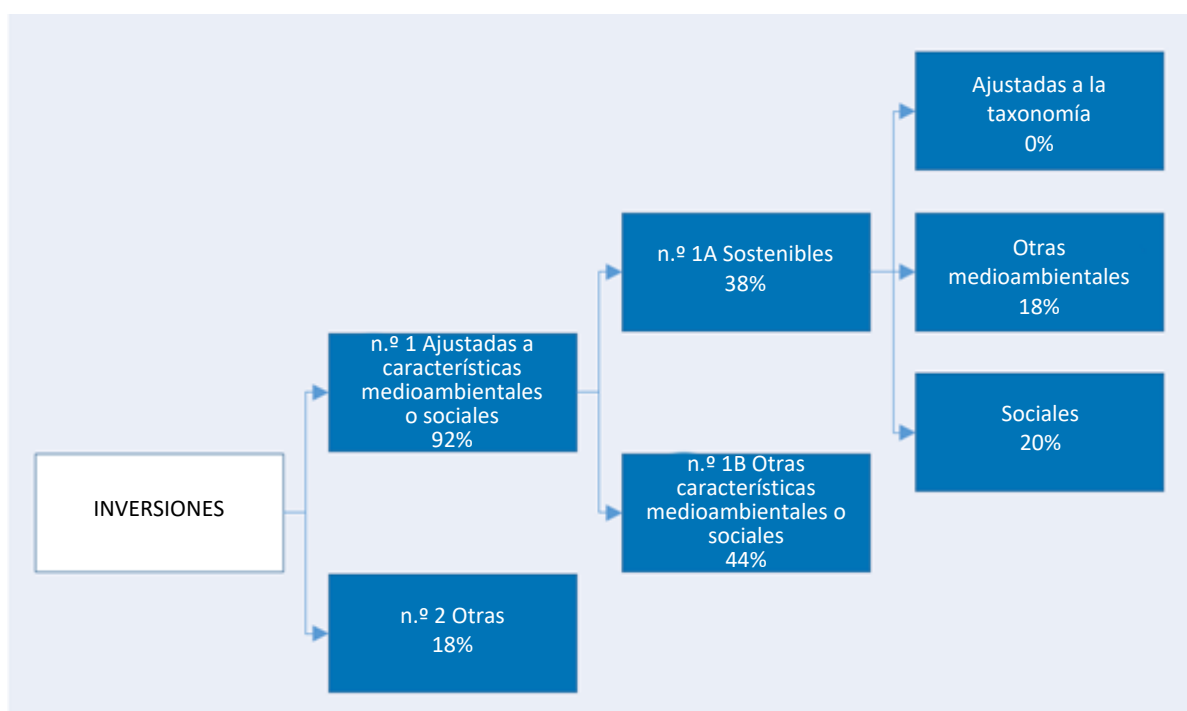 INVERSIONES
n.º 1 Ajustadas a
características
medioambientales
o sociales
92%
n.º 2 Otras
18%
n.º 1A Sostenibles
38%
n.º 1B Otras
características
medioambientales o
sociales
44%
Ajustadas a la
taxonomía
0%
Otras
medioambientales
18%
Sociales
20%